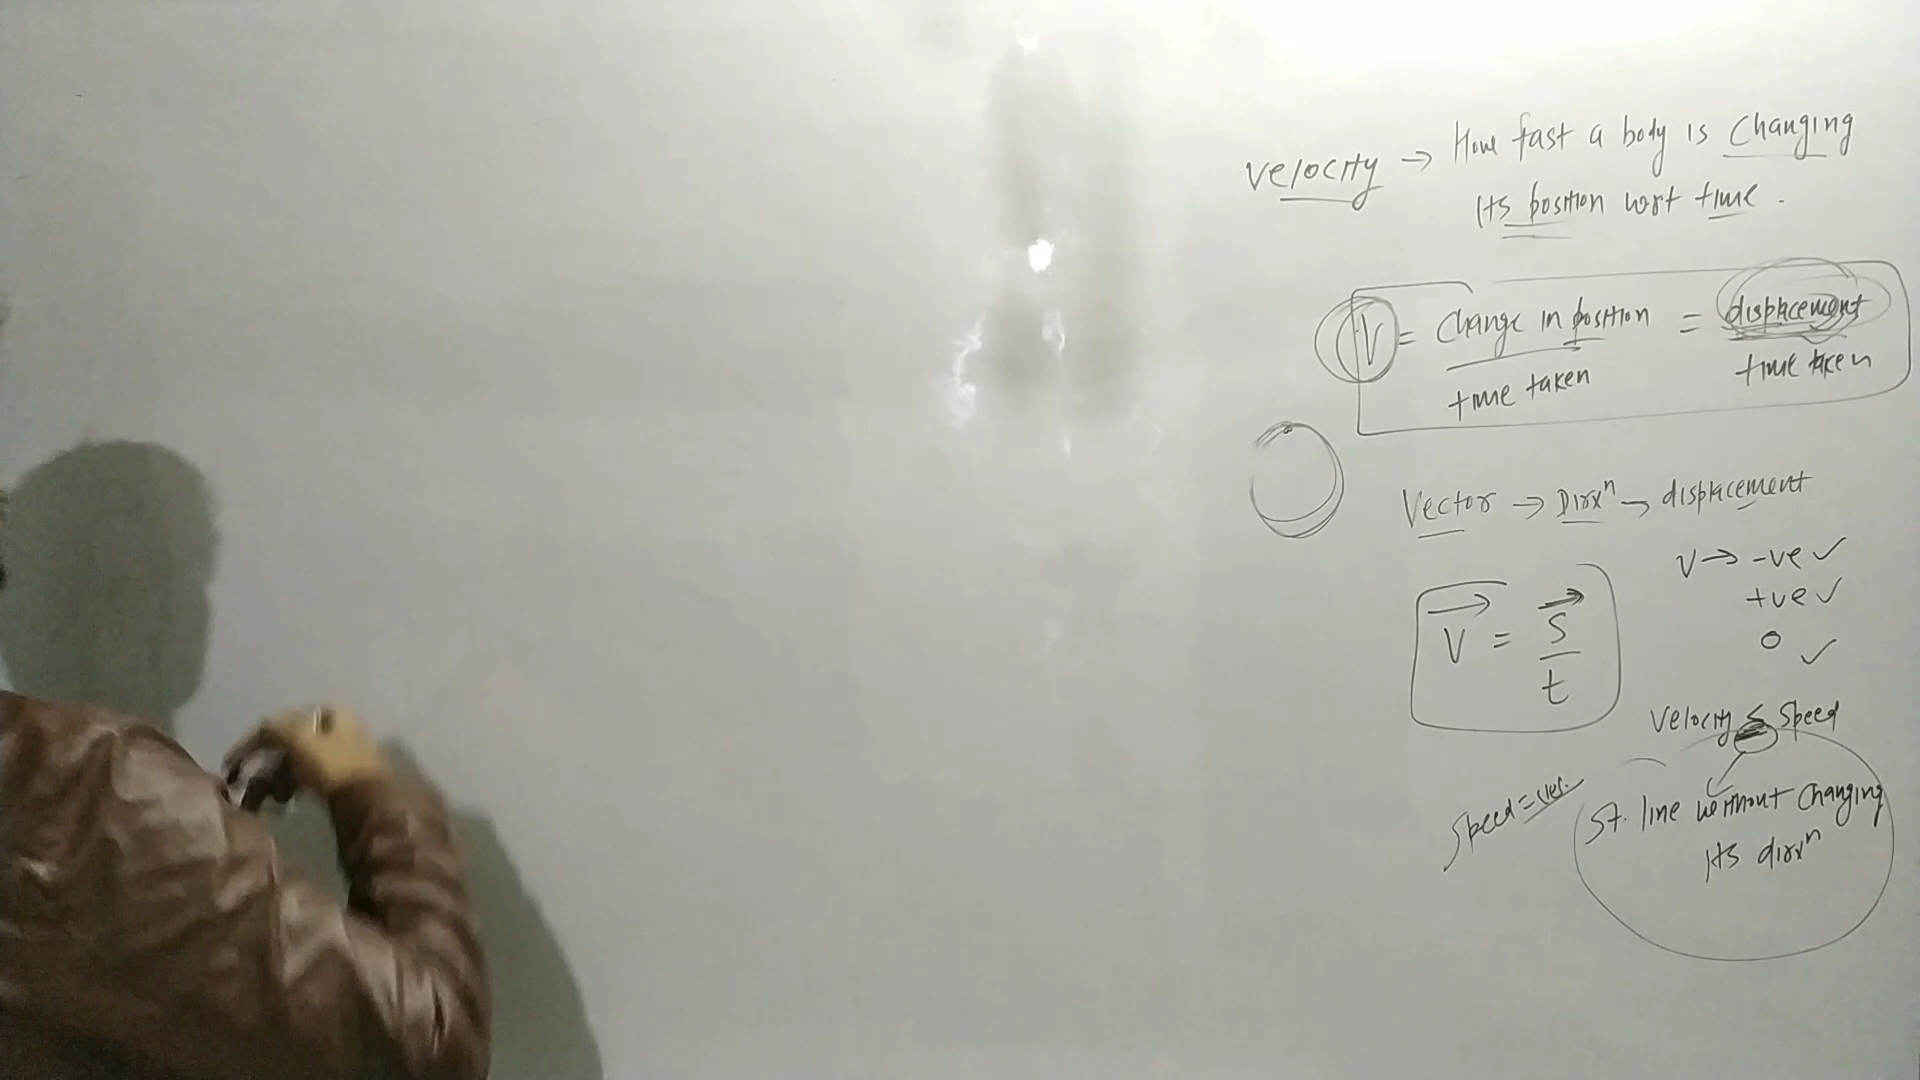 Velocity → How fast a body is changing
its position wrt time.
V = Change in position / time taken = displacement / time taken
Vector → Dirxⁿ → displacement
V → -ve ✓
+ve ✓
0 ✓
V⃗ = S⃗ / t
Velocity ≤ Speed
Speed = vel.
St. line without changing
its dirxⁿ